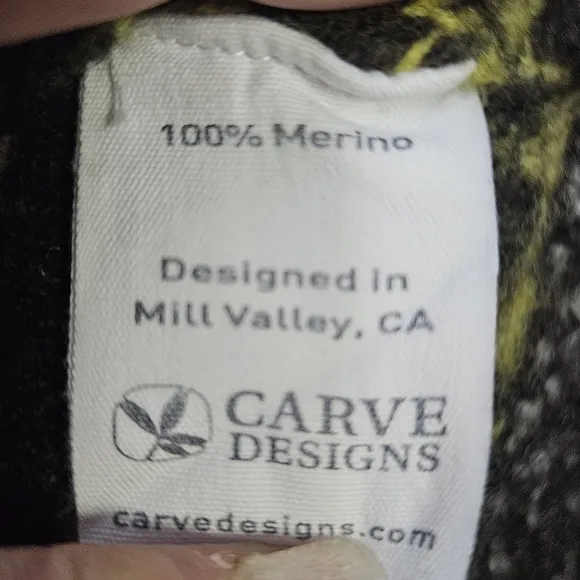 100% Merino
Designed in
Mill Valley, CA
CARVE
DESIGNS
carvedesigns.com